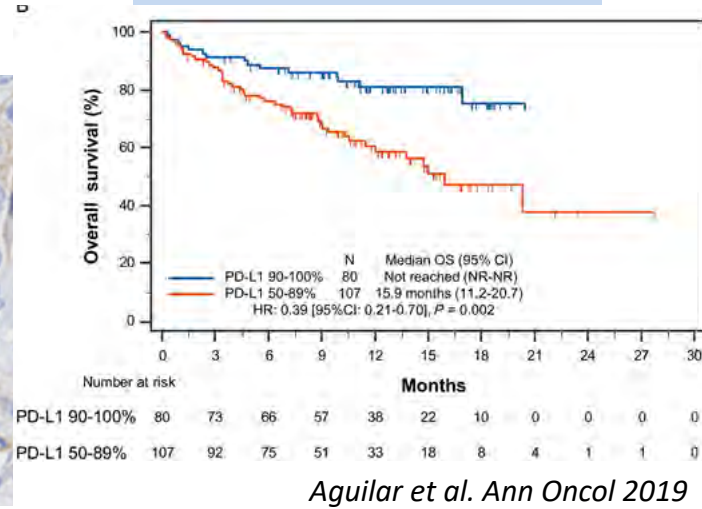 Overall survival (%)
100
80
60
40
20
0
N Median OS (95% CI)
PD-L1 90-100% 80 Not reached (NR-NR)
PD-L1 50-89% 107 15.9 months (11.2-20.7)
HR: 0.39 [95%CI: 0.21-0.70], P = 0.002
0 3 6 9 12 15 18 21 24 27 30
Number at risk Months
PD-L1 90-100% 80 73 66 57 38 22 10 0 0 0 0
PD-L1 50-89% 107 92 75 51 33 18 8 4 1 1 0
Aguilar et al. Ann Oncol 2019